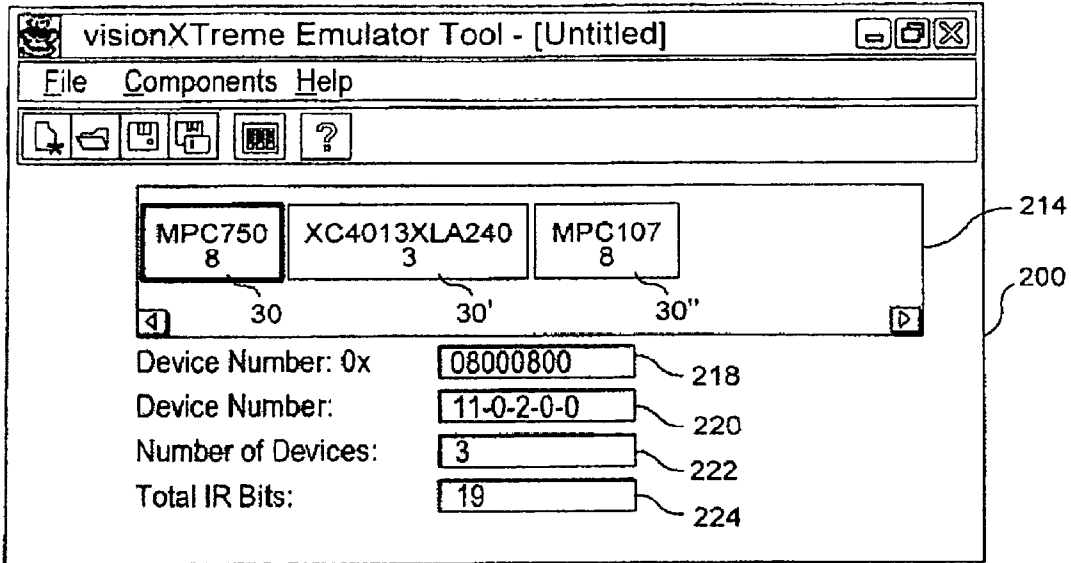 visionXTreme Emulator Tool - [Untitled]
File Components Help
?
MPC750 XC4013XLA240 MPC107
8 3 8
30 30' 30"
214
200
Device Number: 0x 08000800 218
Device Number: 11-0-2-0-0 220
Number of Devices: 3 222
Total IR Bits: 19 224